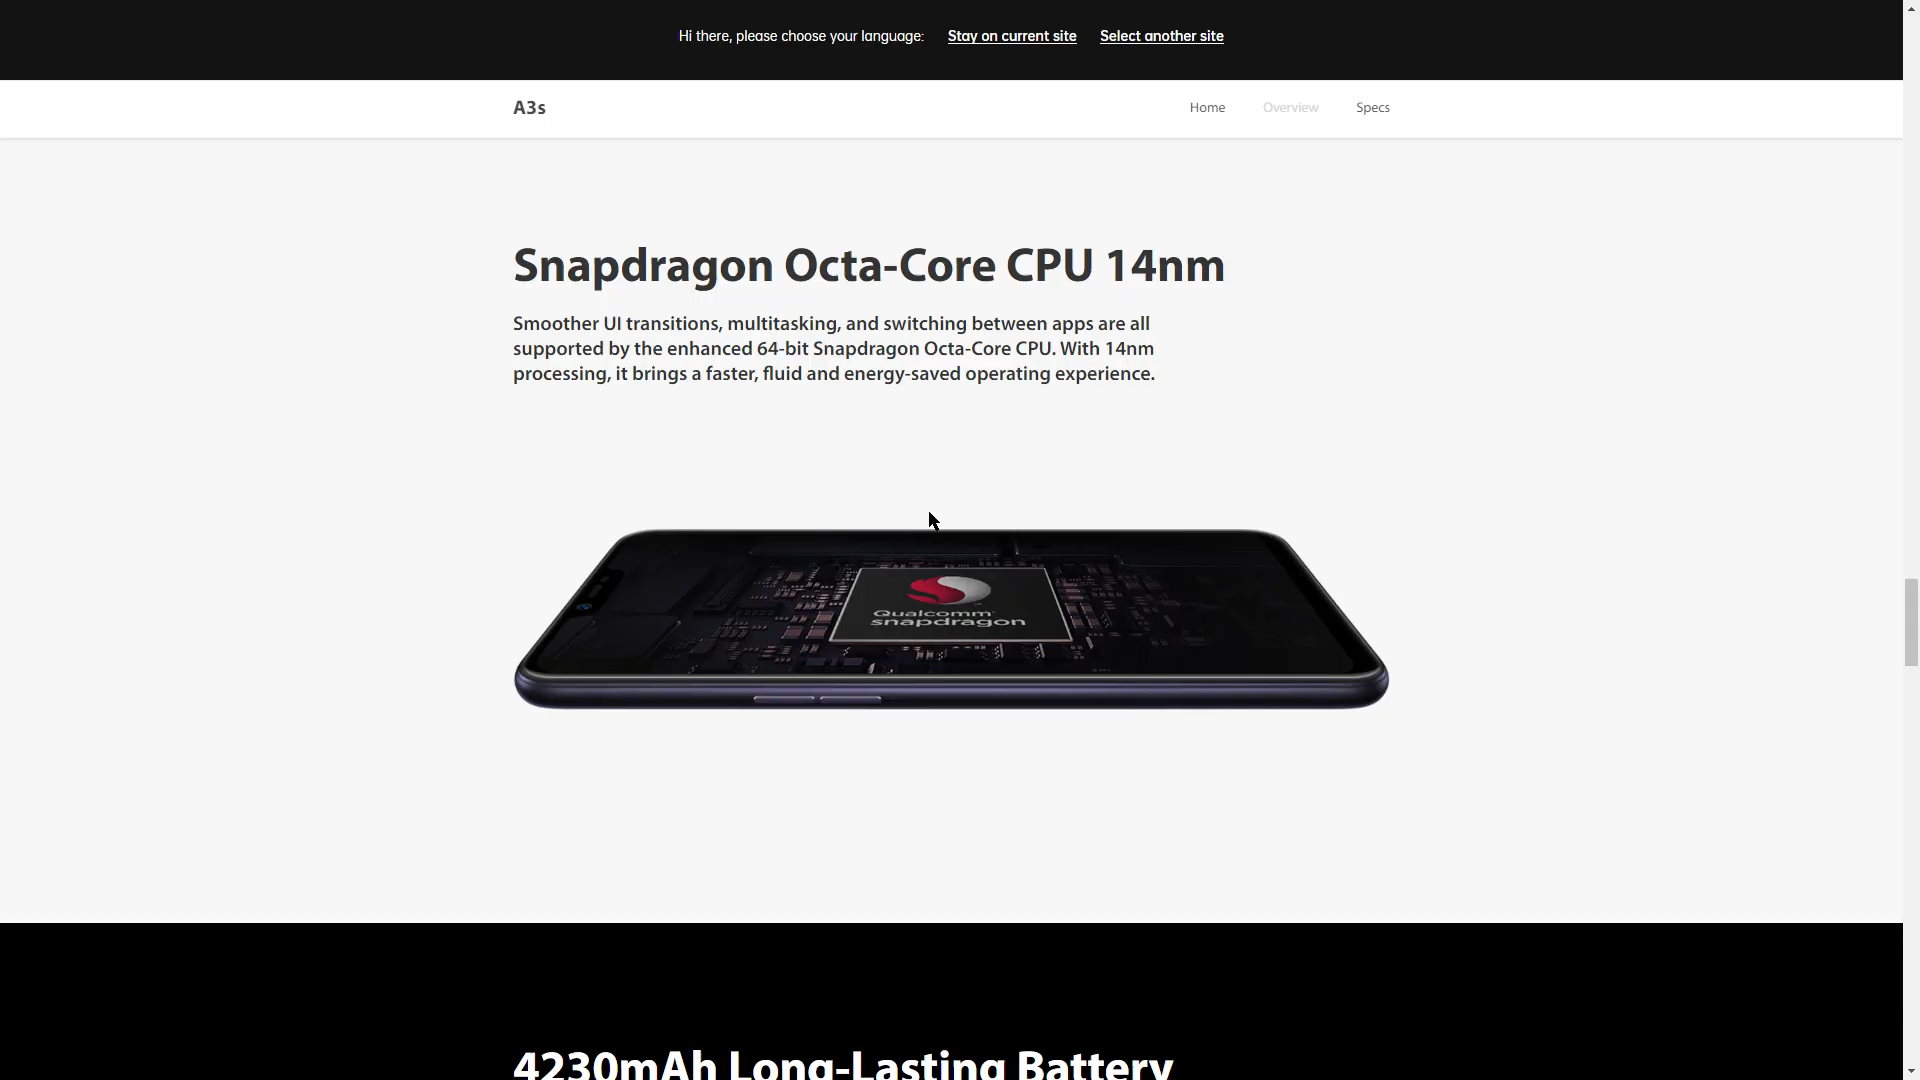 Hi there, please choose your language: Stay on current site Select another site
A3s Home Overview Specs
Snapdragon Octa-Core CPU 14nm
Smoother UI transitions, multitasking, and switching between apps are all
supported by the enhanced 64-bit Snapdragon Octa-Core CPU. With 14nm
processing, it brings a faster, fluid and energy-saved operating experience.
Qualcomm
snapdragon
4230mAh Long-Lasting Battery